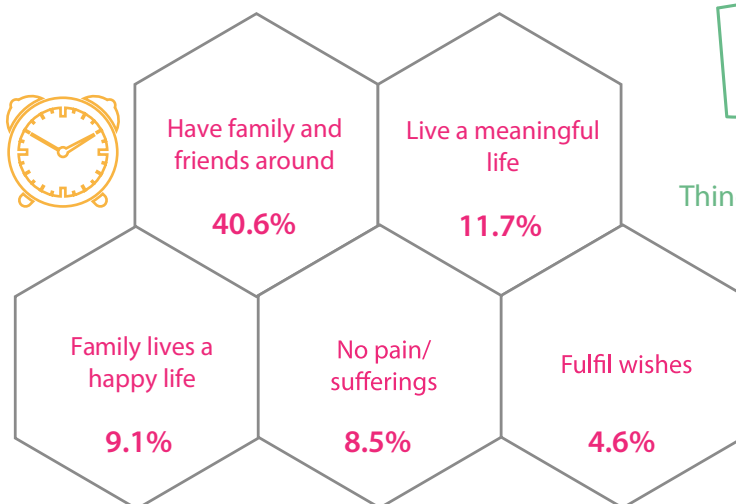 Have family and
friends around
40.6%
Live a meaningful
life
11.7%
Family lives a
happy life
9.1%
No pain/
sufferings
8.5%
Fulfil wishes
4.6%